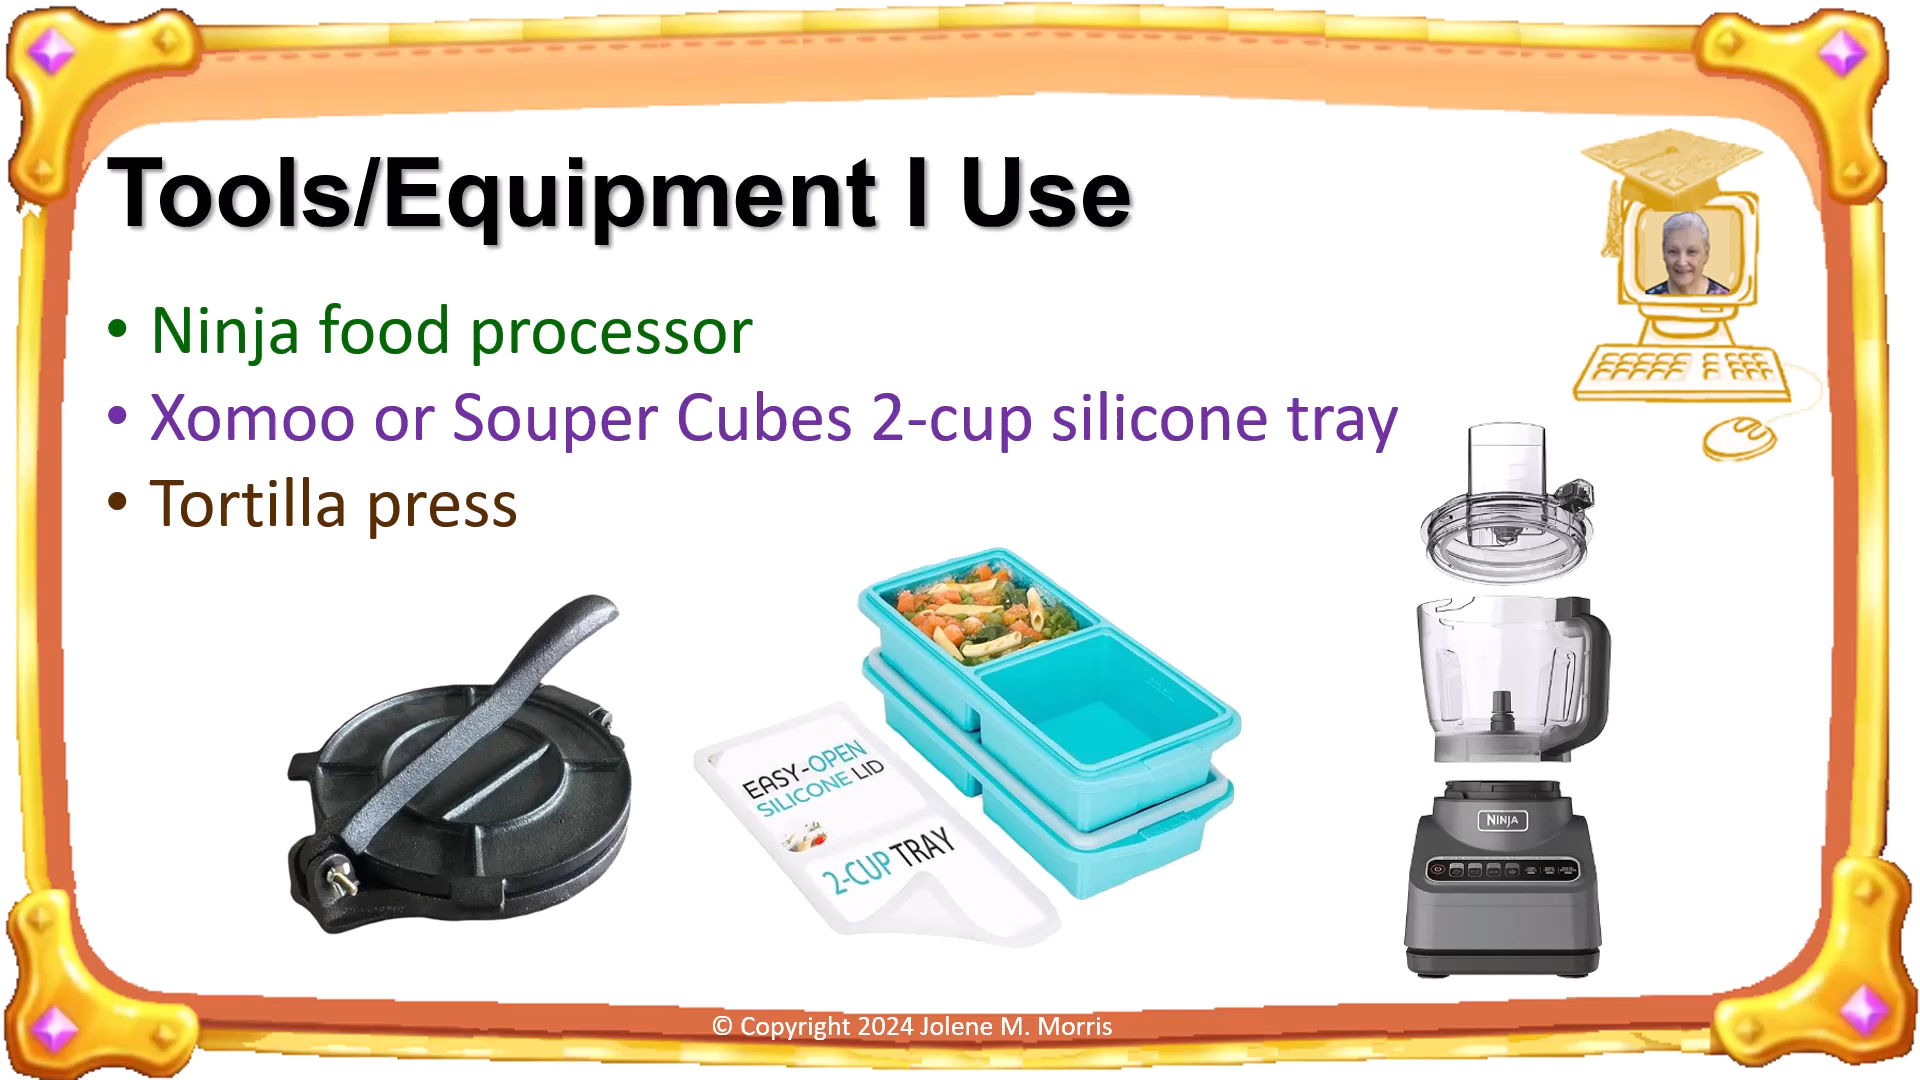 Tools/Equipment I Use
• Ninja food processor
• Xomoo or Souper Cubes 2-cup silicone tray
• Tortilla press
EASY-OPEN
SILICONE LID
2-CUP TRAY
NINJA
© Copyright 2024 Jolene M. Morris